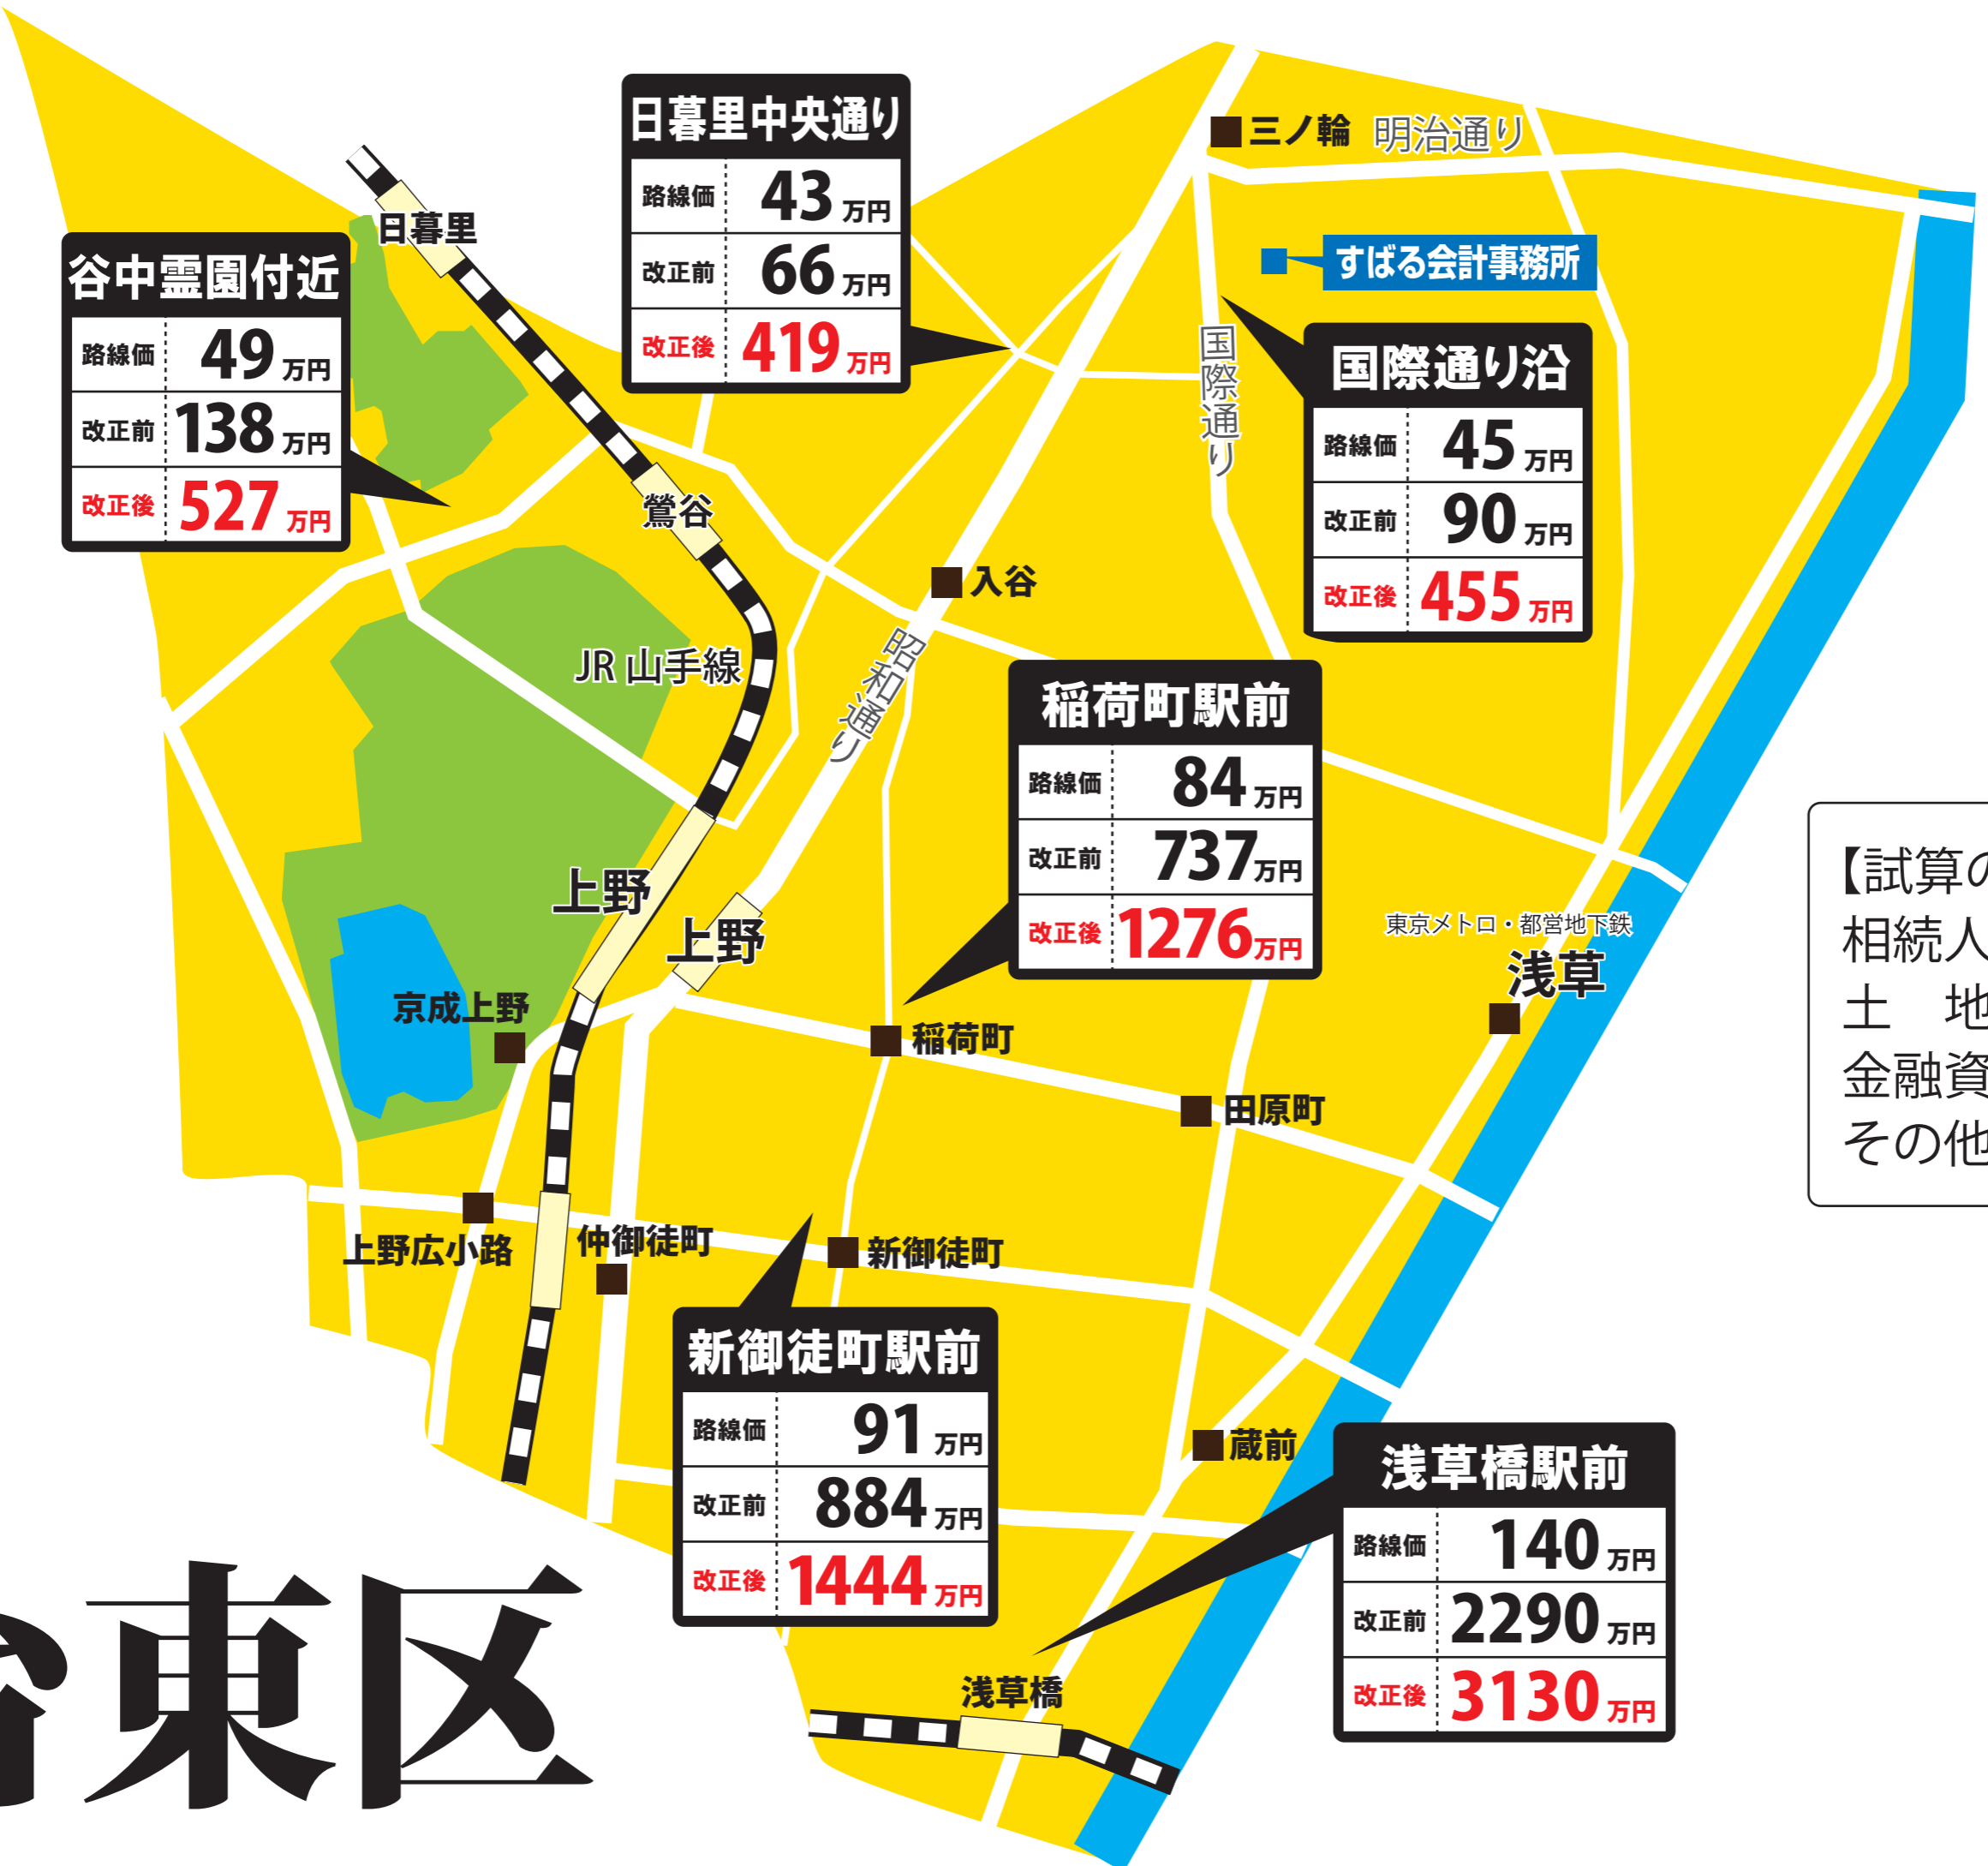 日暮里中央通り
路線価 43万円
改正前 66万円
改正後 419万円
三ノ輪
明治通り
日暮里
すばる会計事務所
谷中霊園付近
路線価 49万円
改正前 138万円
改正後 527万円
国際通り
国際通り沿
路線価 45万円
改正前 90万円
改正後 455万円
鶯谷
入谷
JR 山手線
昭和通り
稲荷町駅前
路線価 84万円
改正前 737万円
改正後 1276万円
上野
上野
東京メトロ・都営地下鉄
浅草
京成上野
稲荷町
田原町
上野広小路
仲御徒町
新御徒町
新御徒町駅前
路線価 91万円
改正前 884万円
改正後 1444万円
蔵前
浅草橋駅前
路線価 140万円
改正前 2290万円
改正後 3130万円
浅草橋
東区
【試算の
相続人
土 地
金融資
その他